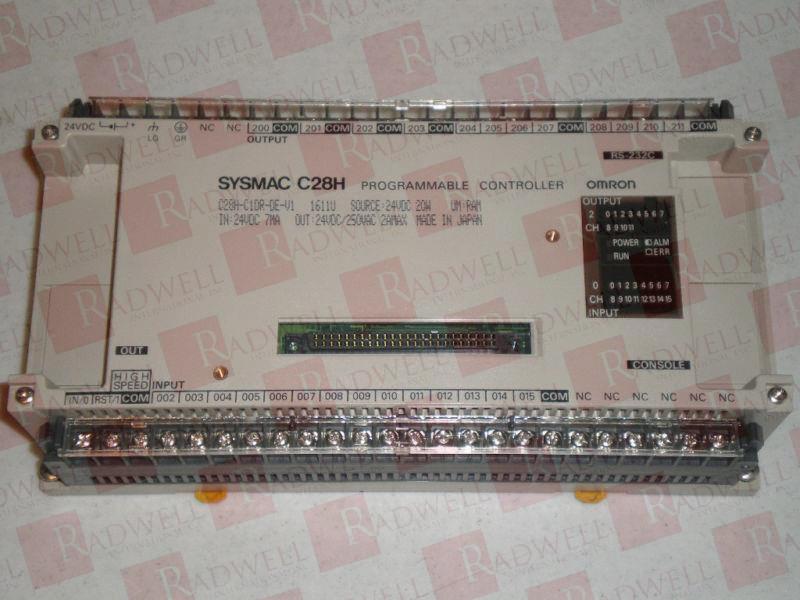 24VDC - + LG GR NC NC 200 COM 201 COM 202 COM 203 COM 204 205 206 207 COM 208 209 210 211 COM
OUTPUT
RS-232C
SYSMAC C28H PROGRAMMABLE CONTROLLER OMRON
C28H-C1DR-DE-V1 1611U SOURCE:24VDC 20W UM:RAM
IN:24VDC 7MA OUT:24VDC/250VAC 2AMAX MADE IN JAPAN
OUTPUT
2 0 1 2 3 4 5 6 7
CH 8 9 10 11
POWER ALM
RUN ERR
0 0 1 2 3 4 5 6 7
CH 8 9 10 11 12 13 14 15
INPUT
OUT
CONSOLE
HIGH SPEED INPUT
IN/0 RST/1 COM 002 003 004 005 006 007 008 009 010 011 012 013 014 015 COM NC NC NC NC NC NC
RADWELL
INTERNATIONAL, INC.